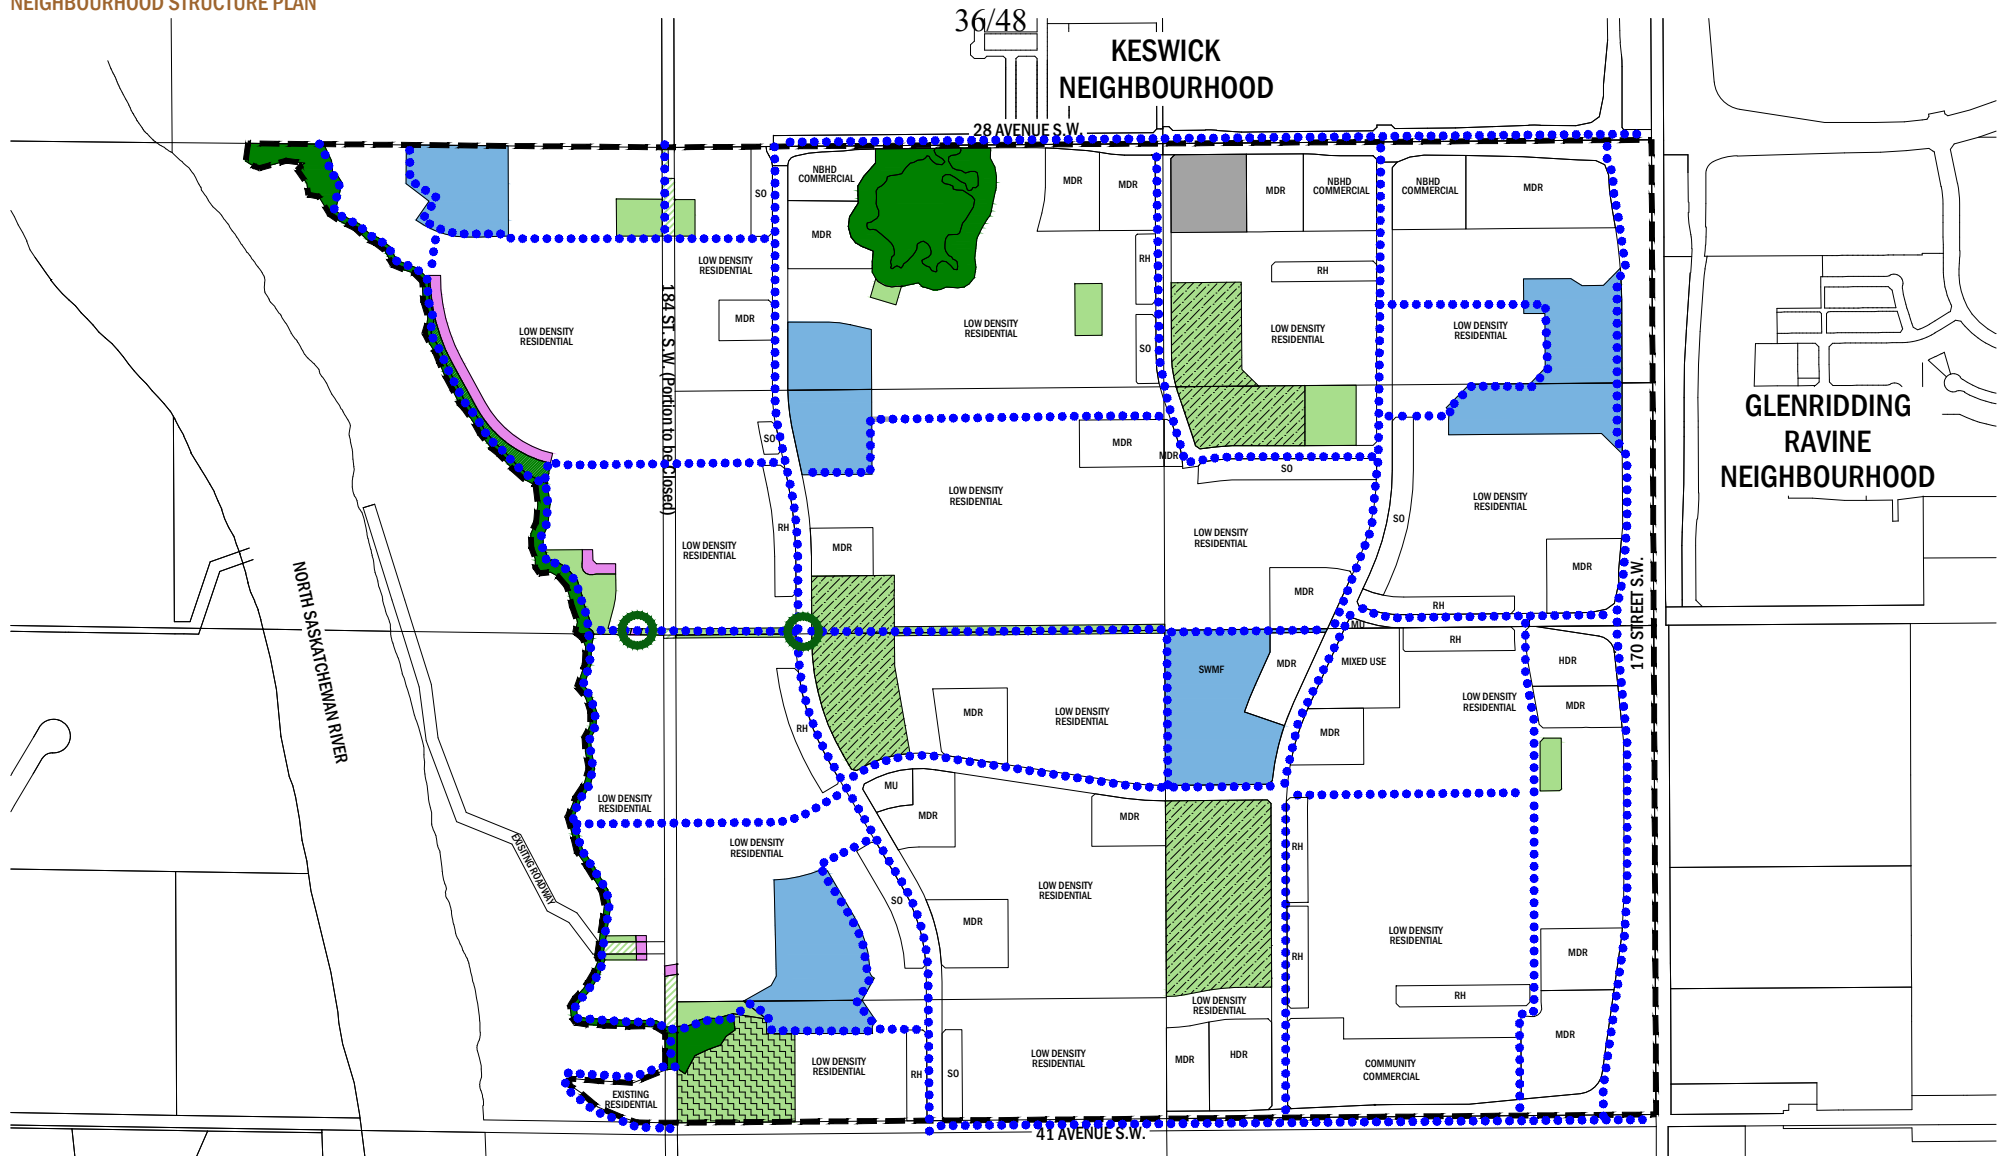 NEIGHBOURHOOD STRUCTURE PLAN
36/48
KESWICK
NEIGHBOURHOOD
28 AVENUE S.W.
NBHD
COMMERCIAL
SO
MDR
MDR
MDR
MDR
NBHD
COMMERCIAL
NBHD
COMMERCIAL
MDR
MDR
LOW DENSITY
RESIDENTIAL
RH
RH
184 ST. S.W. (Portion to be closed)
MDR
LOW DENSITY
RESIDENTIAL
LOW DENSITY
RESIDENTIAL
SO
LOW DENSITY
RESIDENTIAL
LOW DENSITY
RESIDENTIAL
GLENRIDDING
RAVINE
NEIGHBOURHOOD
SO
MDR
MDR
SO
LOW DENSITY
RESIDENTIAL
LOW DENSITY
RESIDENTIAL
SO
RH
MDR
LOW DENSITY
RESIDENTIAL
LOW DENSITY
RESIDENTIAL
MDR
MDR
RH
NORTH SASKATCHEWAN RIVER
170 STREET S.W.
MU
RH
SWMF
MDR
MIXED USE
HDR
LOW DENSITY
RESIDENTIAL
MDR
RH
MDR
LOW DENSITY
RESIDENTIAL
MDR
MU
MDR
MDR
LOW DENSITY
RESIDENTIAL
LOW DENSITY
RESIDENTIAL
RH
EXISITNG ROADWAY
SO
MDR
LOW DENSITY
RESIDENTIAL
LOW DENSITY
RESIDENTIAL
RH
MDR
RH
LOW DENSITY
RESIDENTIAL
MDR
LOW DENSITY
RESIDENTIAL
RH
SO
LOW DENSITY
RESIDENTIAL
MDR
HDR
COMMUNITY
COMMERCIAL
EXISTING
RESIDENTIAL
41 AVENUE S.W.